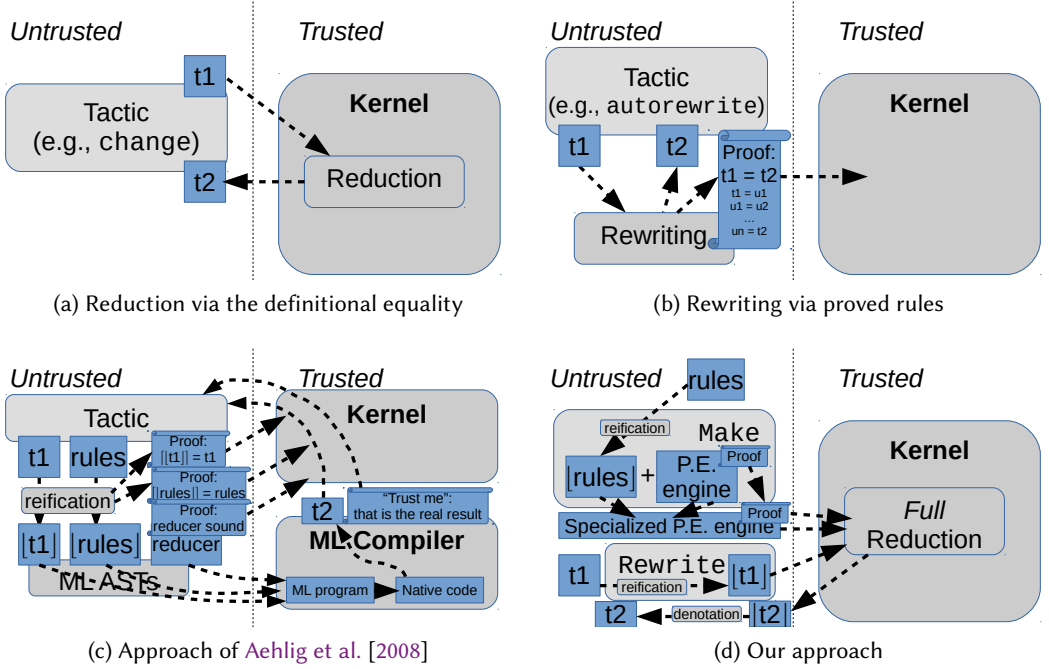 Untrusted
Trusted
t1
Tactic
(e.g., change)
t2
Kernel
Reduction
(a) Reduction via the definitional equality
Untrusted
Trusted
Tactic
(e.g., autorewrite)
t1
t2
Proof:
t1 = t2
t1 = u1
u1 = u2
...
un = t2
Rewriting
Kernel
(b) Rewriting via proved rules
Untrusted
Trusted
Tactic
t1
rules
Proof:
⟦⌊t1⌋⟧ = t1
reification
Proof:
⟦⌊rules⌋⟧ = rules
Proof:
reducer sound
⌊t1⌋
⌊rules⌋
reducer
ML ASTs
Kernel
t2
“Trust me”:
that is the real result
ML Compiler
ML program
Native code
(c) Approach of Aehlig et al. [2008]
Untrusted
Trusted
rules
reification
Make
⌊rules⌋ +
P.E.
engine
Proof
Proof
Specialized P.E. engine
Rewrite
t1
reification
⌊t1⌋
t2
denotation
⌊t2⌋
Kernel
Full
Reduction
(d) Our approach